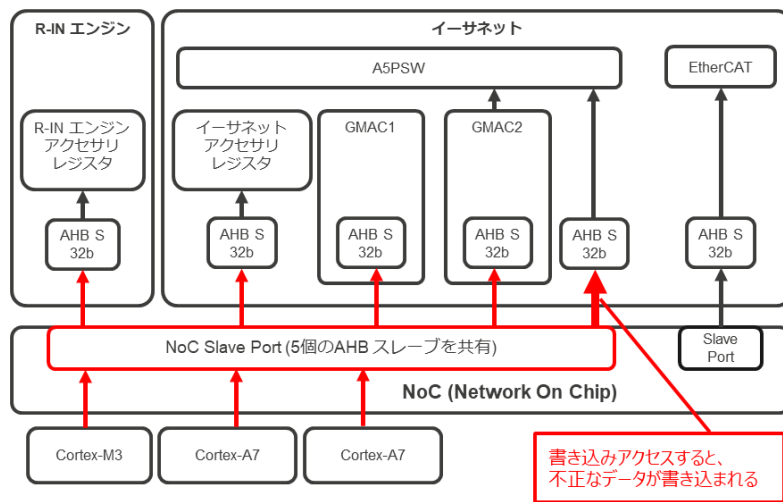 R-IN エンジン
イーサネット
A5PSW
EtherCAT
R-IN エンジン
アクセサリ
レジスタ
イーサネット
アクセサリ
レジスタ
GMAC1
GMAC2
AHB S
32b
AHB S
32b
AHB S
32b
AHB S
32b
AHB S
32b
AHB S
32b
NoC Slave Port (5個のAHB スレーブを共有)
Slave
Port
NoC (Network On Chip)
Cortex-M3
Cortex-A7
Cortex-A7
書き込みアクセスすると、
不正なデータが書き込まれる